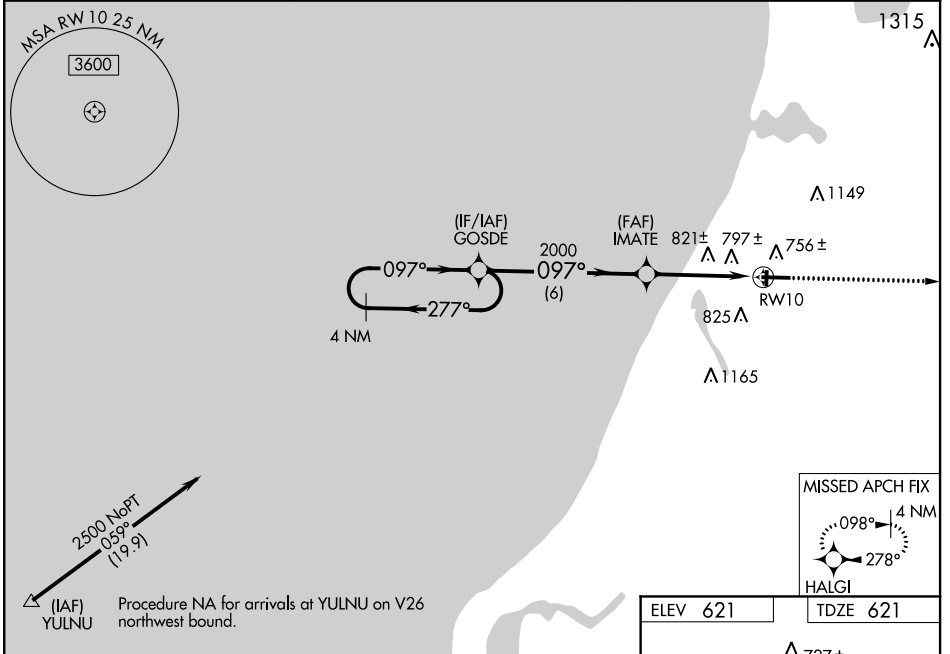 MSA RW 10 25 NM
3600
1315
1149
(IF/IAF)
GOSDE
2000
097°
(6)
(FAF)
IMATE
821±
797±
756±
097°
277°
4 NM
RW10
825
1165
2500 NoPT
059°
(19.9)
(IAF)
YULNU
Procedure NA for arrivals at YULNU on V26
northwest bound.
MISSED APCH FIX
4 NM
098°
278°
HALGI
ELEV 621
TDZE 621